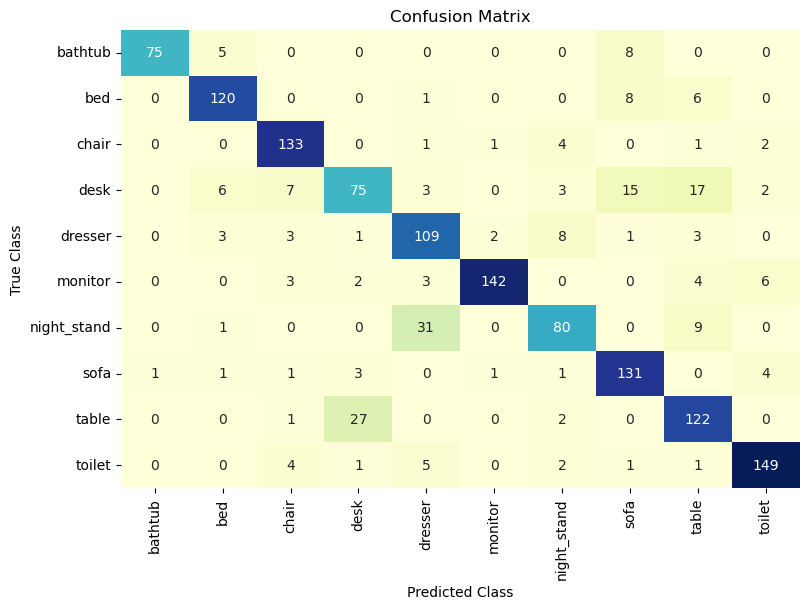 Confusion Matrix
True Class
bathtub 75 5 0 0 0 0 0 8 0 0
bed 0 120 0 0 1 0 0 8 6 0
chair 0 0 133 0 1 1 4 0 1 2
desk 0 6 7 75 3 0 3 15 17 2
dresser 0 3 3 1 109 2 8 1 3 0
monitor 0 0 3 2 3 142 0 0 4 6
night_stand 0 1 0 0 31 0 80 0 9 0
sofa 1 1 1 3 0 1 1 131 0 4
table 0 0 1 27 0 0 2 0 122 0
toilet 0 0 4 1 5 0 2 1 1 149
bathtub bed chair desk dresser monitor night_stand sofa table toilet
Predicted Class